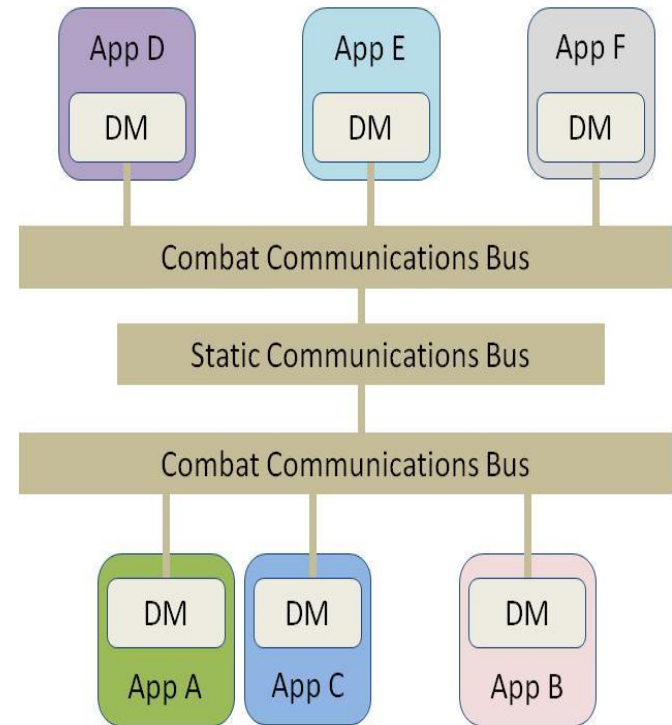 App D
App E
App F
DM
DM
DM
Combat Communications Bus
Static Communications Bus
Combat Communications Bus
DM
DM
DM
App A
App C
App B